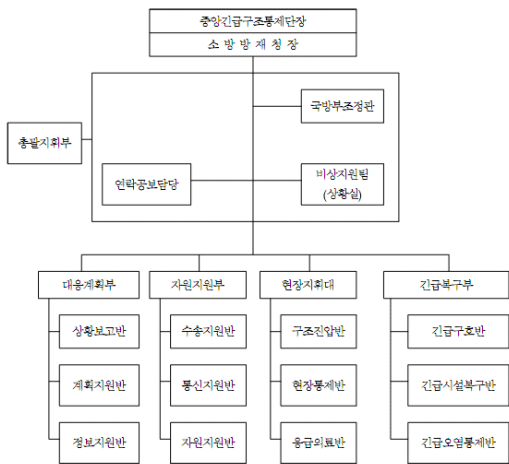 중앙긴급구조통제단장
소 방 방 재 청 장
국방부조정관
총괄지휘부
연락공보담당
비상지원팀
(상황실)
대응계획부
자원지원부
현장지휘대
긴급복구부
상황보고반
수송지원반
구조진압반
긴급구호반
계획지원반
통신지원반
현장통제반
긴급시설복구반
정보지원반
자원지원반
응급의료반
긴급오염통제반